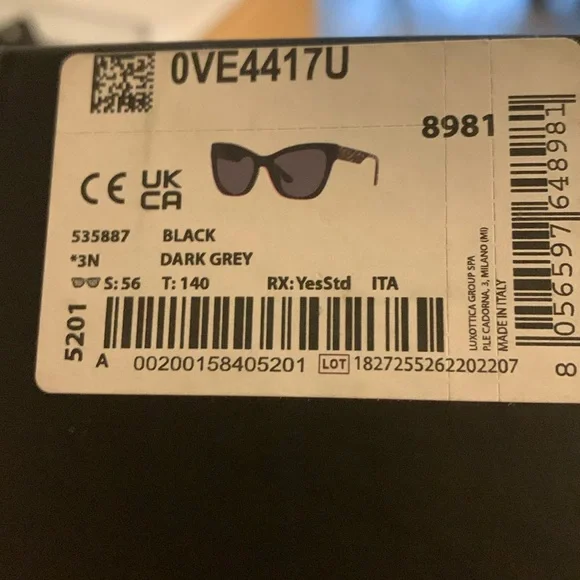 0VE4417U
8981
CE UK CA
535887 BLACK
*3N DARK GREY
S: 56 T: 140 RX: YesStd ITA
5201
A 00200158405201 LOT 1827255262202207
LUXOTTICA GROUP SPA
P.LE CADORNA, 3, MILANO (MI)
MADE IN ITALY
8 056597 648981